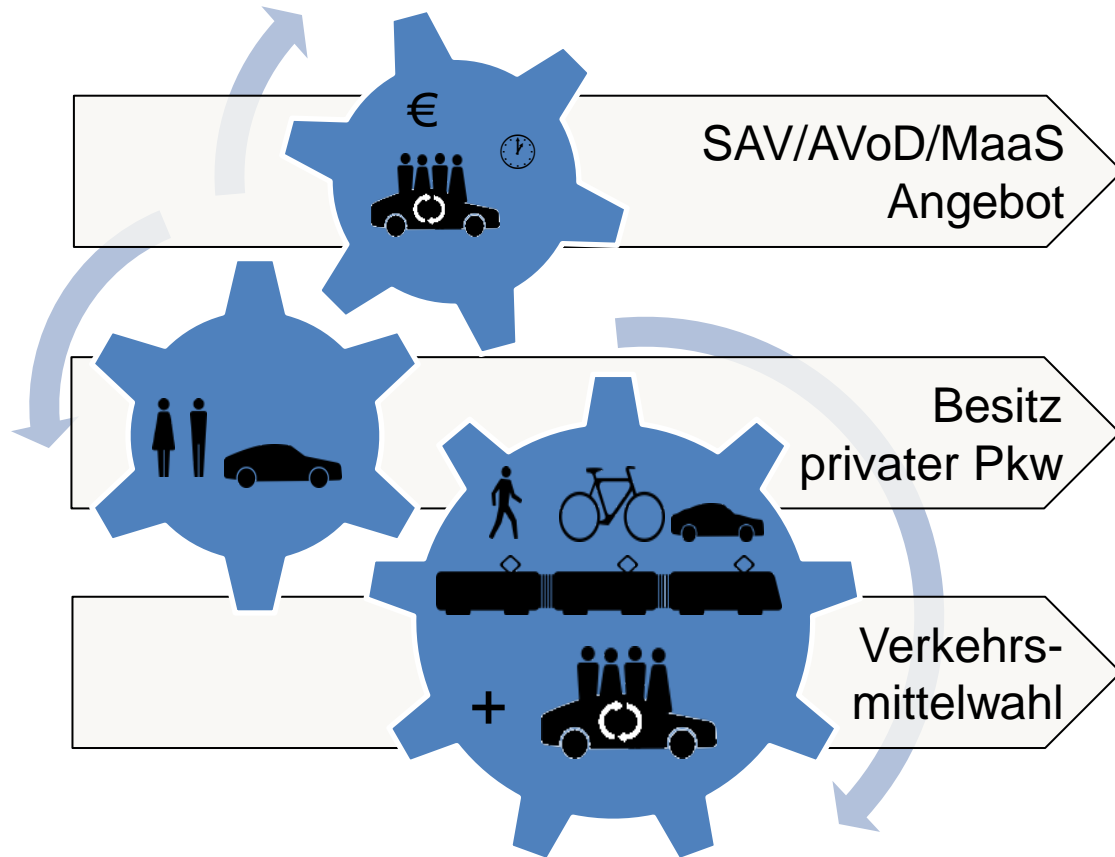 €
SAV/AVoD/MaaS
Angebot
Besitz
privater Pkw
+
Verkehrs-
mittelwahl